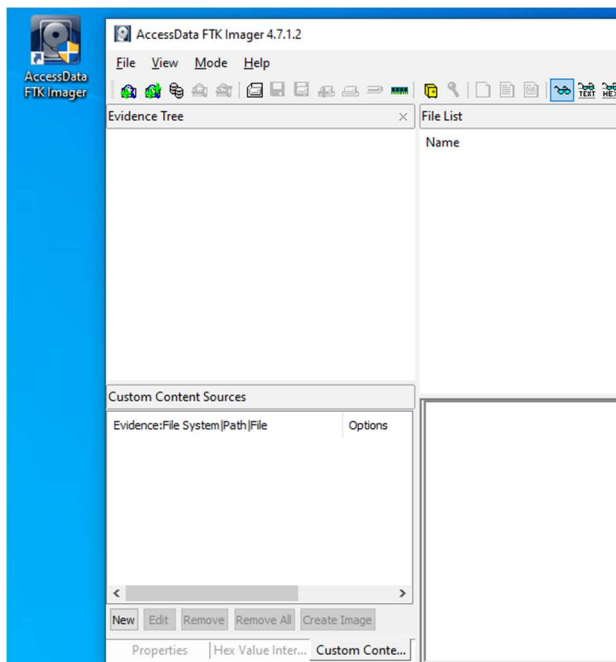 AccessData FTK Imager 4.7.1.2
File View Mode Help
AccessData
FTK Imager
TEXT HEX
Evidence Tree
File List
Name
Custom Content Sources
Evidence:File System|Path|File Options
New Edit Remove Remove All Create Image
Properties Hex Value Inter... Custom Conte...